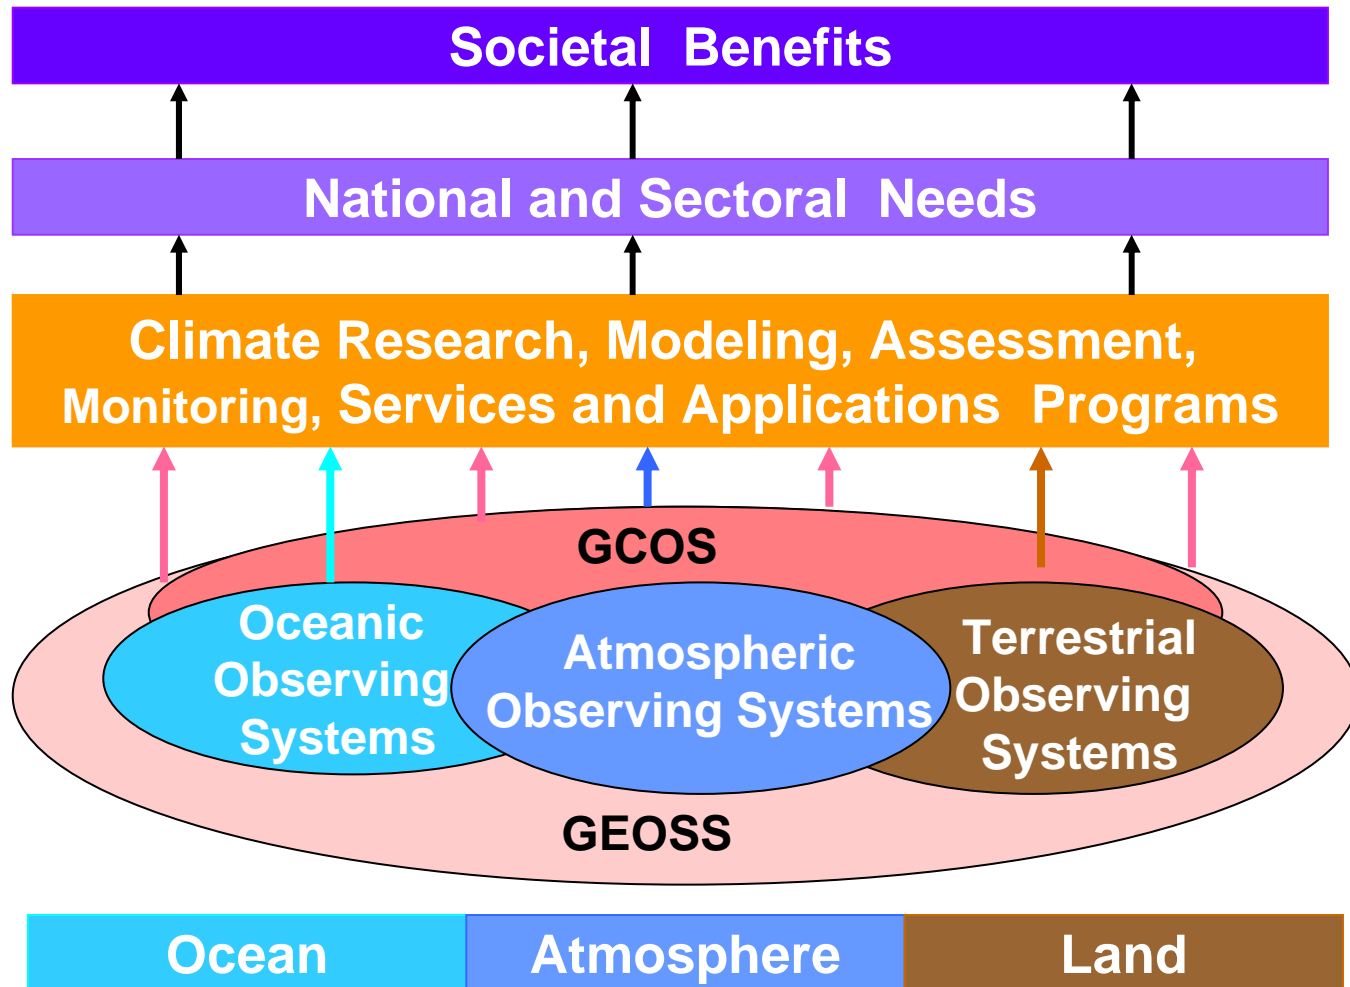 Societal Benefits
National and Sectoral Needs
Climate Research, Modeling, Assessment,
Monitoring, Services and Applications Programs
GCOS
Oceanic
Observing
Systems
Atmospheric
Observing Systems
Terrestrial
Observing
Systems
GEOSS
Ocean
Atmosphere
Land